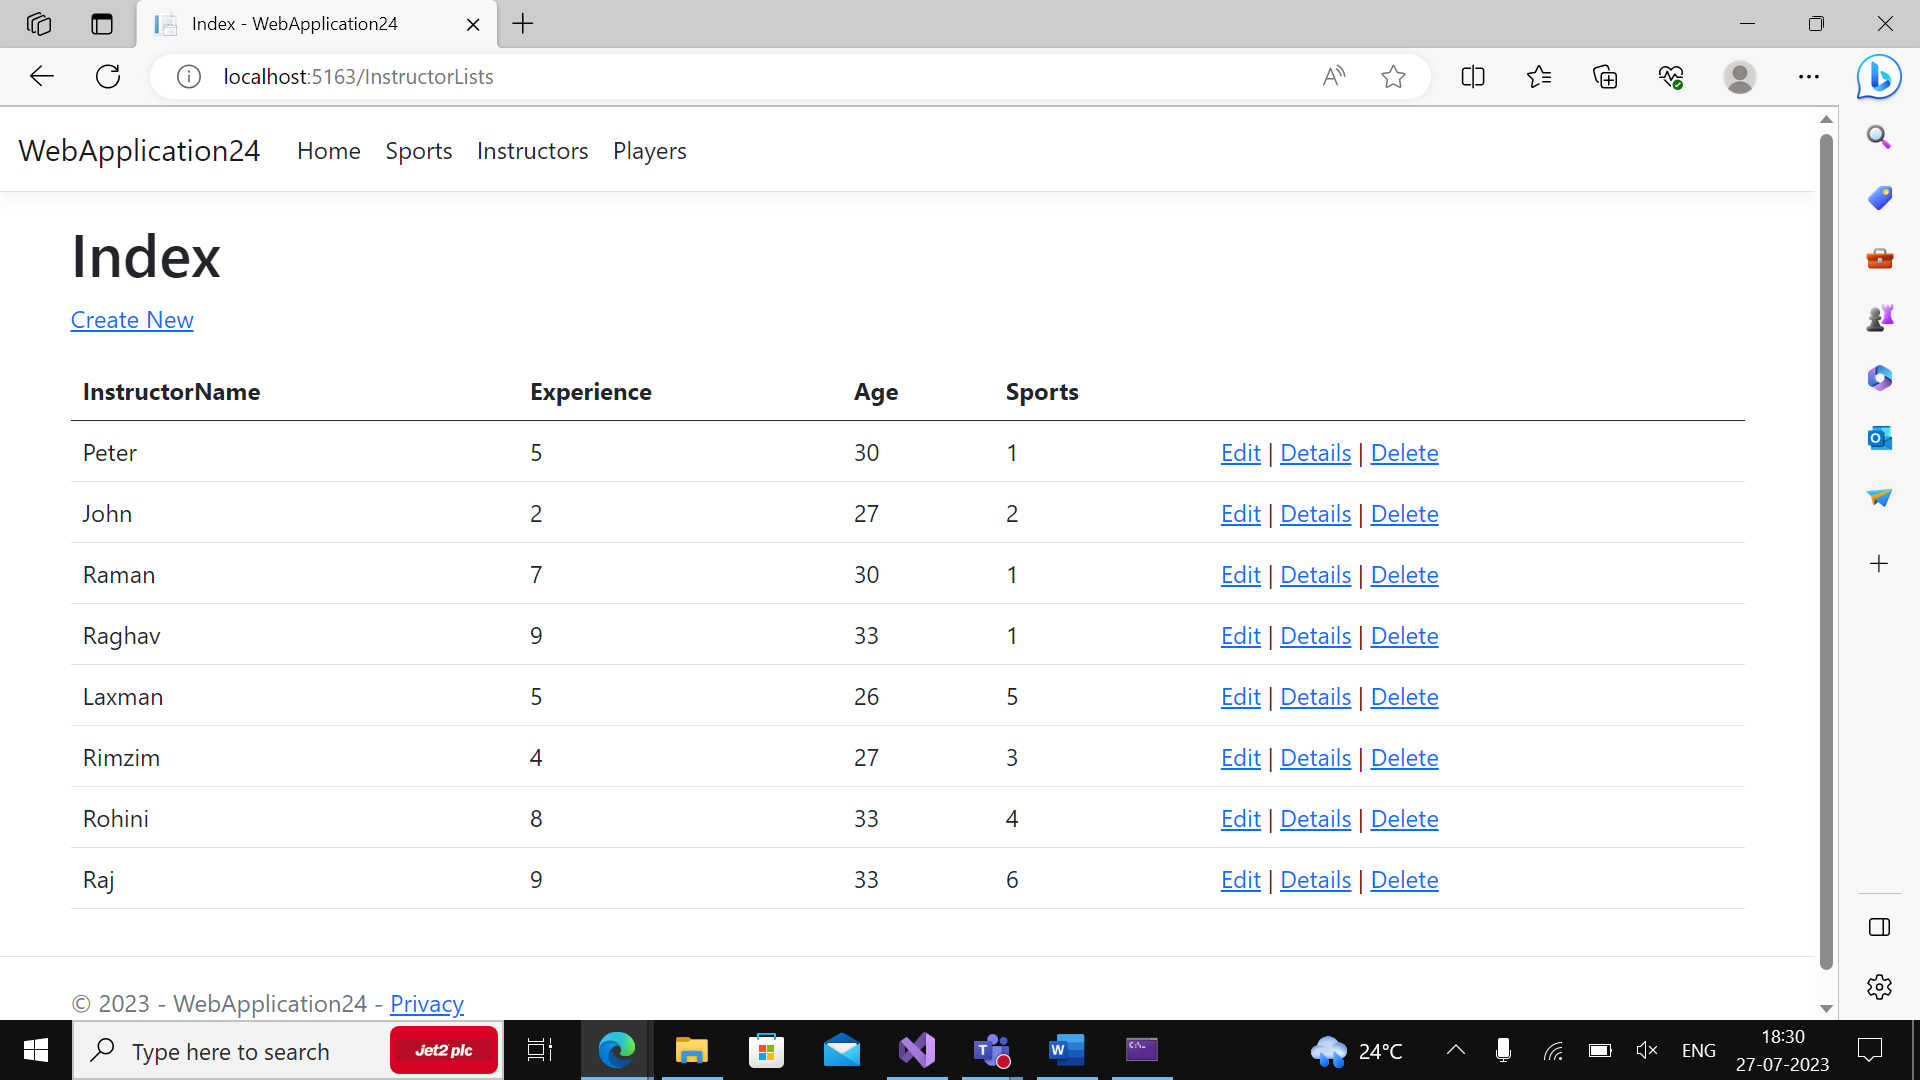 Index - WebApplication24
localhost:5163/InstructorLists
WebApplication24 Home Sports Instructors Players
Index
Create New
InstructorName Experience Age Sports
Peter 5 30 1 Edit | Details | Delete
John 2 27 2 Edit | Details | Delete
Raman 7 30 1 Edit | Details | Delete
Raghav 9 33 1 Edit | Details | Delete
Laxman 5 26 5 Edit | Details | Delete
Rimzim 4 27 3 Edit | Details | Delete
Rohini 8 33 4 Edit | Details | Delete
Raj 9 33 6 Edit | Details | Delete
© 2023 - WebApplication24 - Privacy
Type here to search Jet2 plc 24°C ENG 18:30
27-07-2023